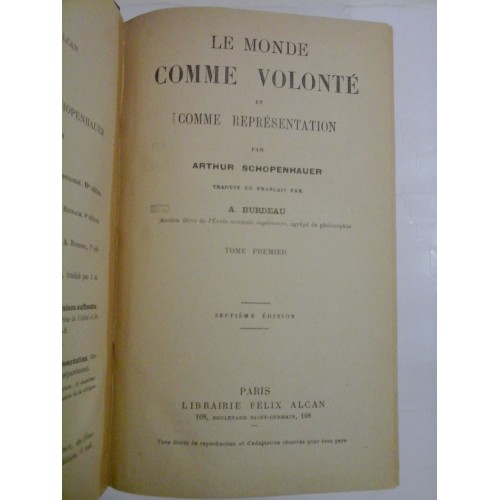 ALCAN
SCHOPENHAUER
LE MONDE
COMME VOLONTÉ
ET
COMME REPRÉSENTATION
PAR
ARTHUR SCHOPENHAUER
TRADUIT EN FRANÇAIS PAR
A. BURDEAU
Ancien élève de l'École normale supérieure, agrégé de philosophie
TOME PREMIER
SEPTIÈME ÉDITION
PARIS
LIBRAIRIE FÉLIX ALCAN
108, BOULEVARD SAINT-GERMAIN, 108
Tous droits de reproduction et d'adaptation réservés pour tous pays